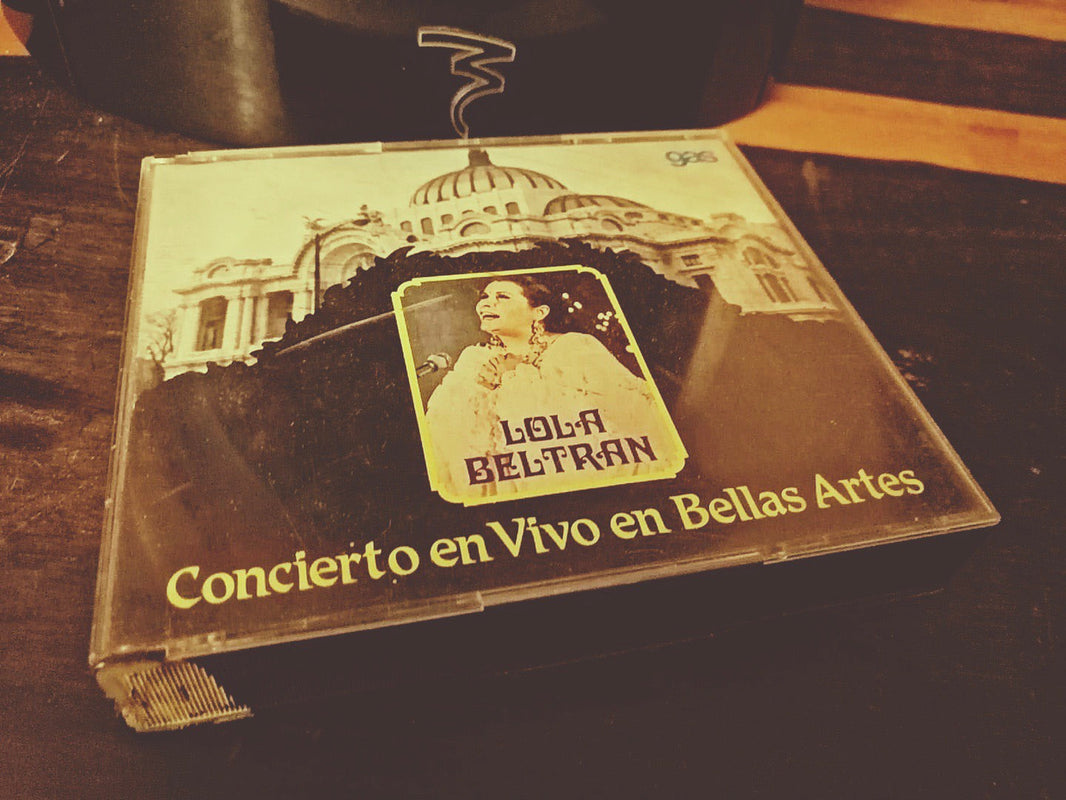 gas
LOLA
BELTRAN
Concierto en Vivo en Bellas Artes